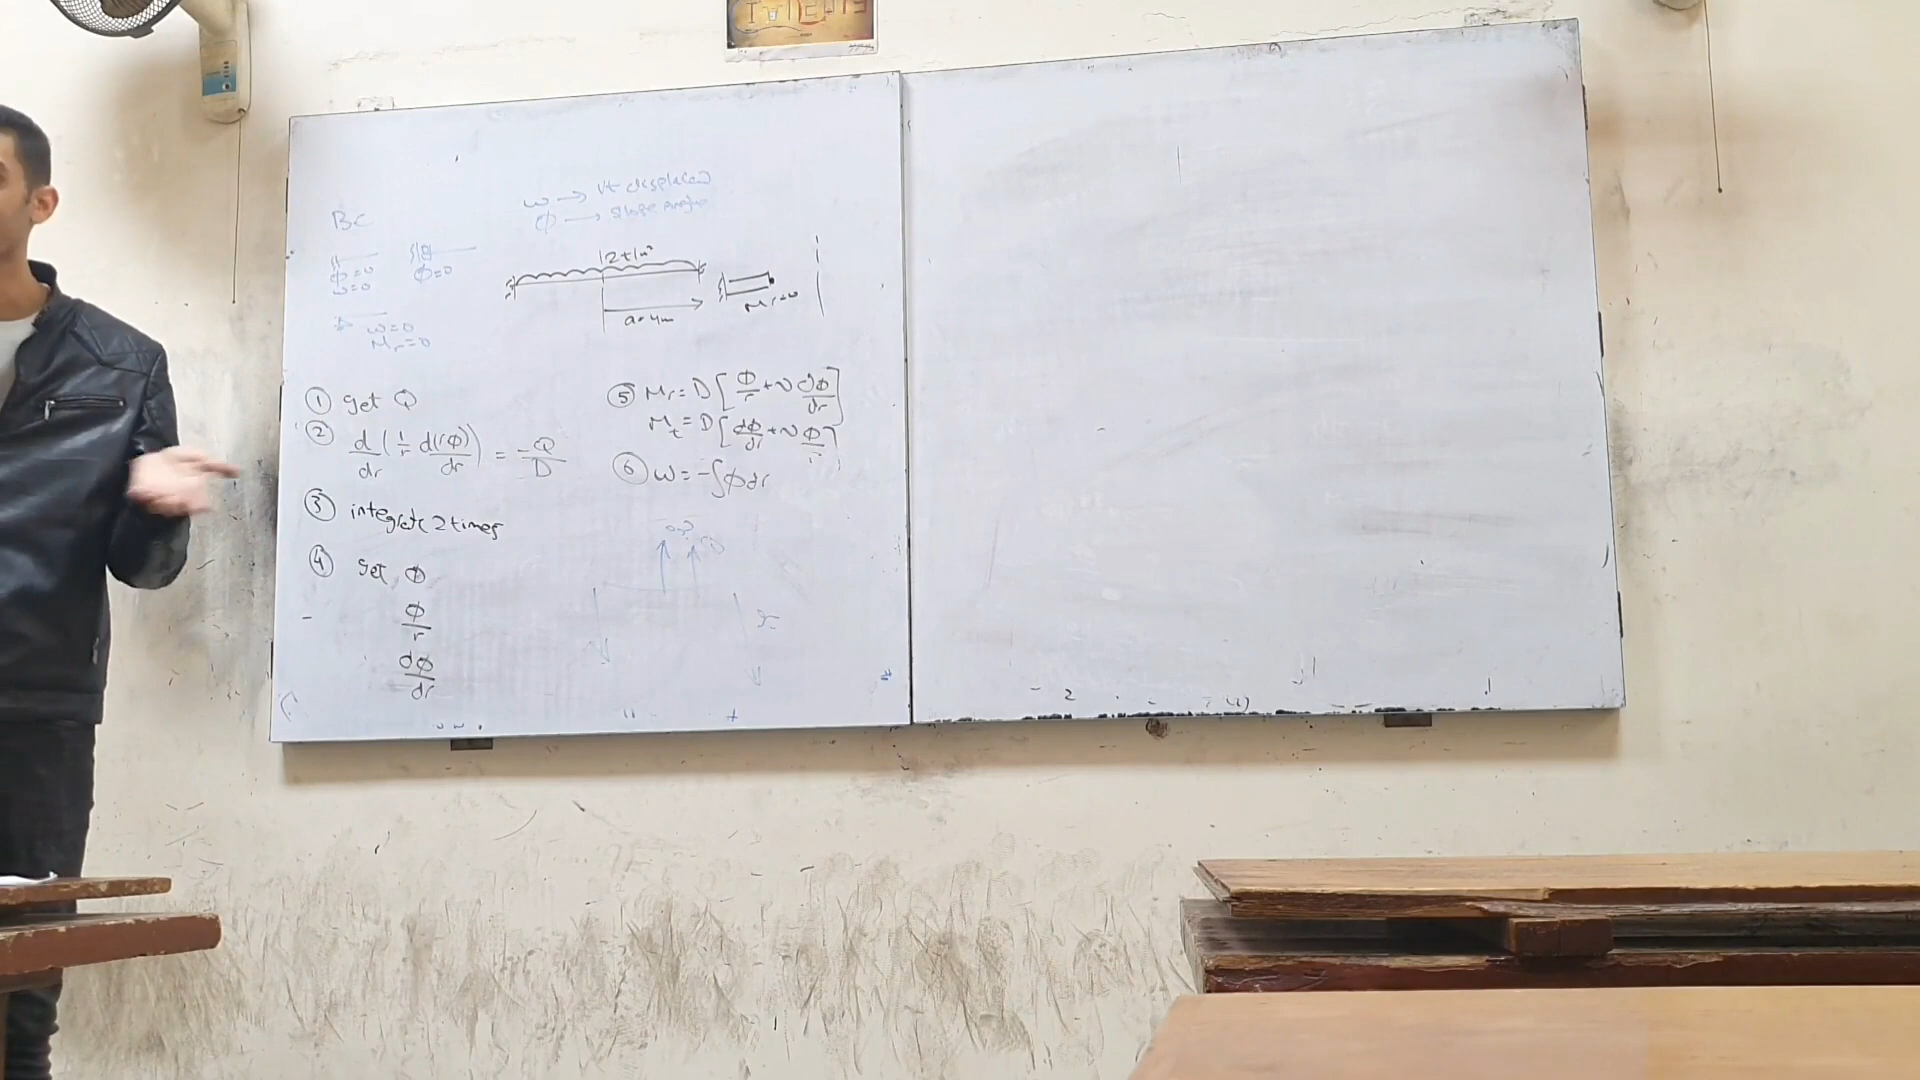 BC
w → Vt displaced
Φ → Slope angle
Φ=0
w=0
Φ=0
w=0
Mr=0
12 t/m²
a=4m
Mr=0
① get Q
② d/dr (1/r d(rΦ)/dr) = -Q/D
③ integrate 2 times
④ get Φ
Φ/r
dΦ/dr
⑤ Mr = D [Φ/r + ν dΦ/dr]
Mt = D [dΦ/dr + ν Φ/r]
⑥ w = -∫Φdr